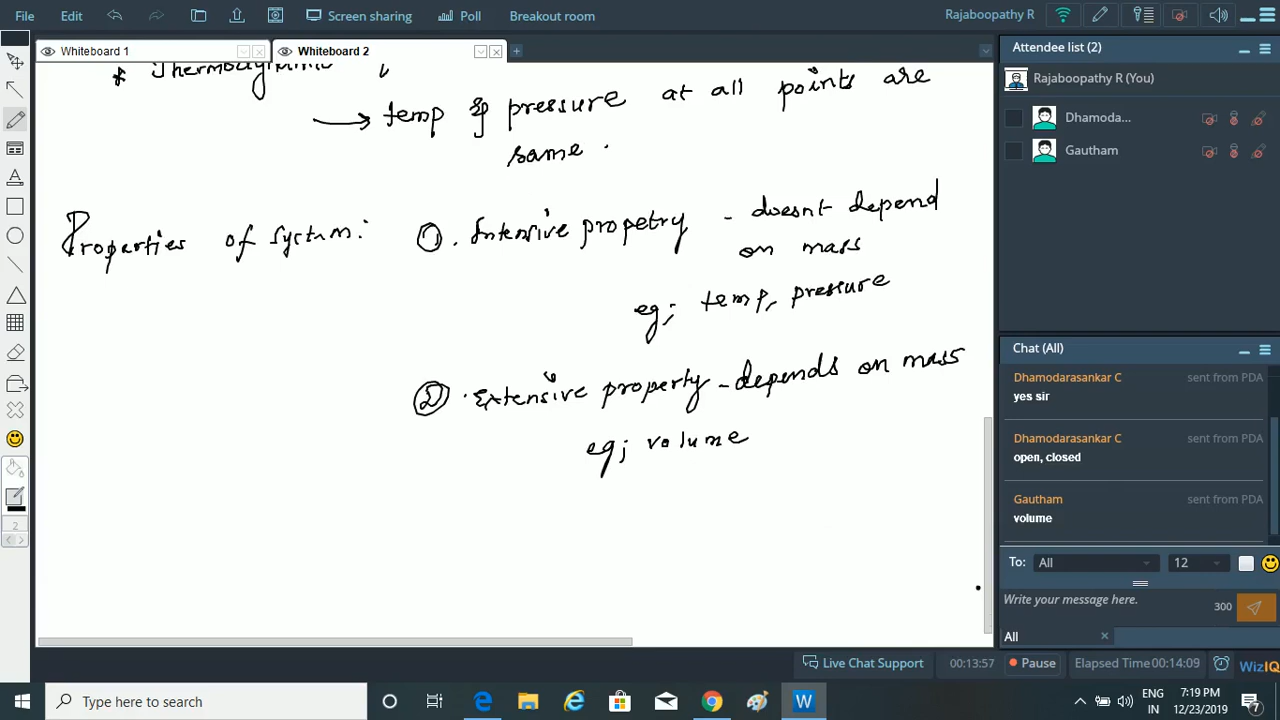 File Edit Screen sharing Poll Breakout room Rajaboopathy R
Whiteboard 1 Whiteboard 2
Attendee list (2)
Rajaboopathy R (You)
Dhamoda...
Gautham
* Thermodynamic
temp & pressure at all points are
same .
Properties of system: 1 . Intensive propetry - doesnt depend
on mass
eg; temp, pressure
2 . Extensive property - depends on mass
eg; volume
Chat (All)
Dhamodarasankar C sent from PDA
yes sir
Dhamodarasankar C sent from PDA
open, closed
Gautham sent from PDA
volume
To: All 12
Write your message here. 300
All
2
Live Chat Support 00:13:57 Pause Elapsed Time 00:14:09 WizIQ
Type here to search
ENG 7:19 PM
IN 12/23/2019 7